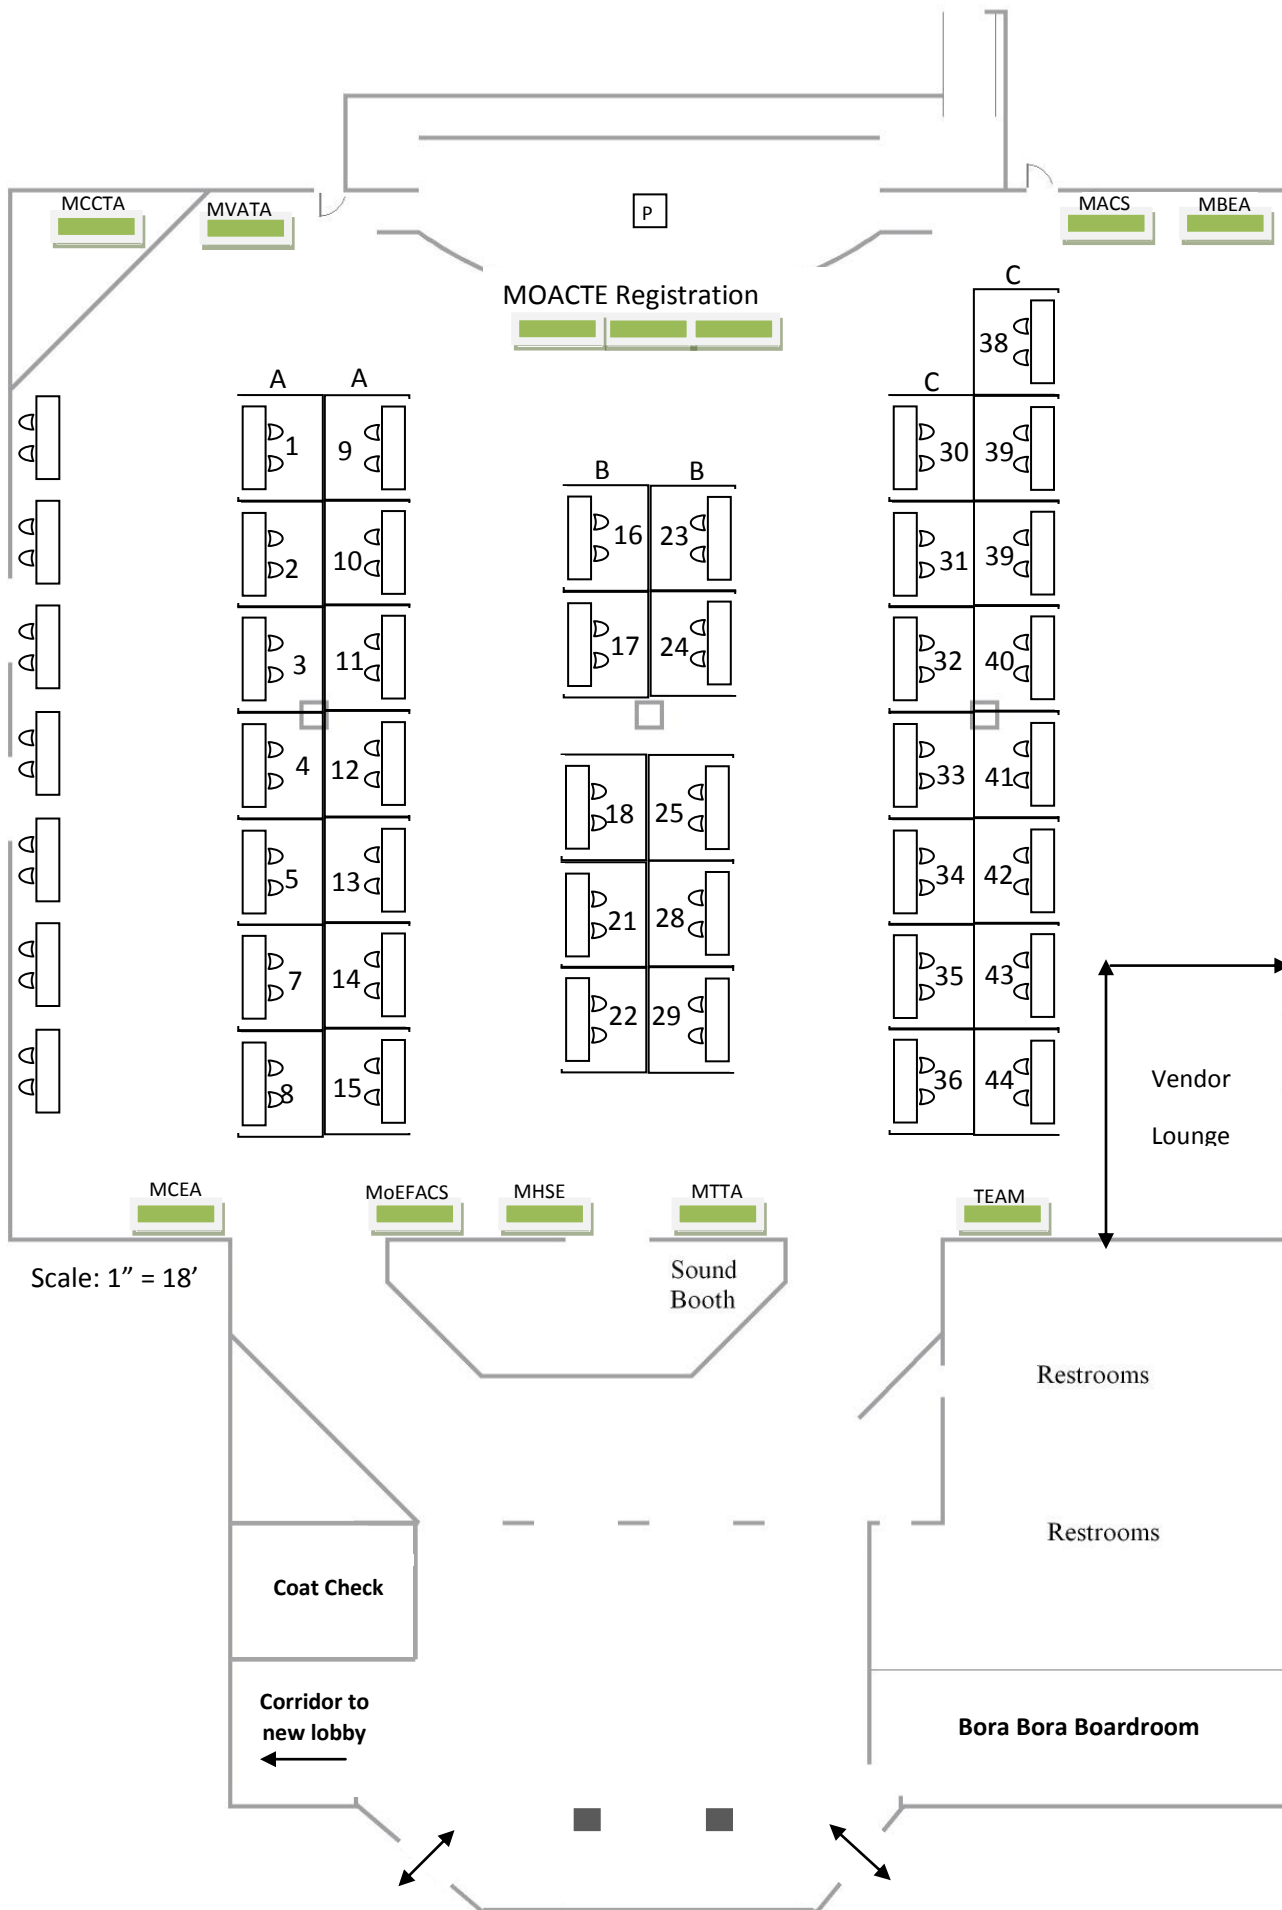 P
MCCTA
MVATA
MACS
MBEA
MOACTE Registration
C
38
A
A
C
1
9
30
39
B
B
16
23
2
10
31
39
17
24
3
11
32
40
4
12
33
41
18
25
5
13
34
42
21
28
7
14
35
43
22
29
8
15
36
44
Vendor
Lounge
MCEA
MoEFACS
MHSE
MTTA
TEAM
Scale: 1” = 18’
Sound
Booth
Restrooms
Restrooms
Coat Check
Corridor to
new lobby
Bora Bora Boardroom